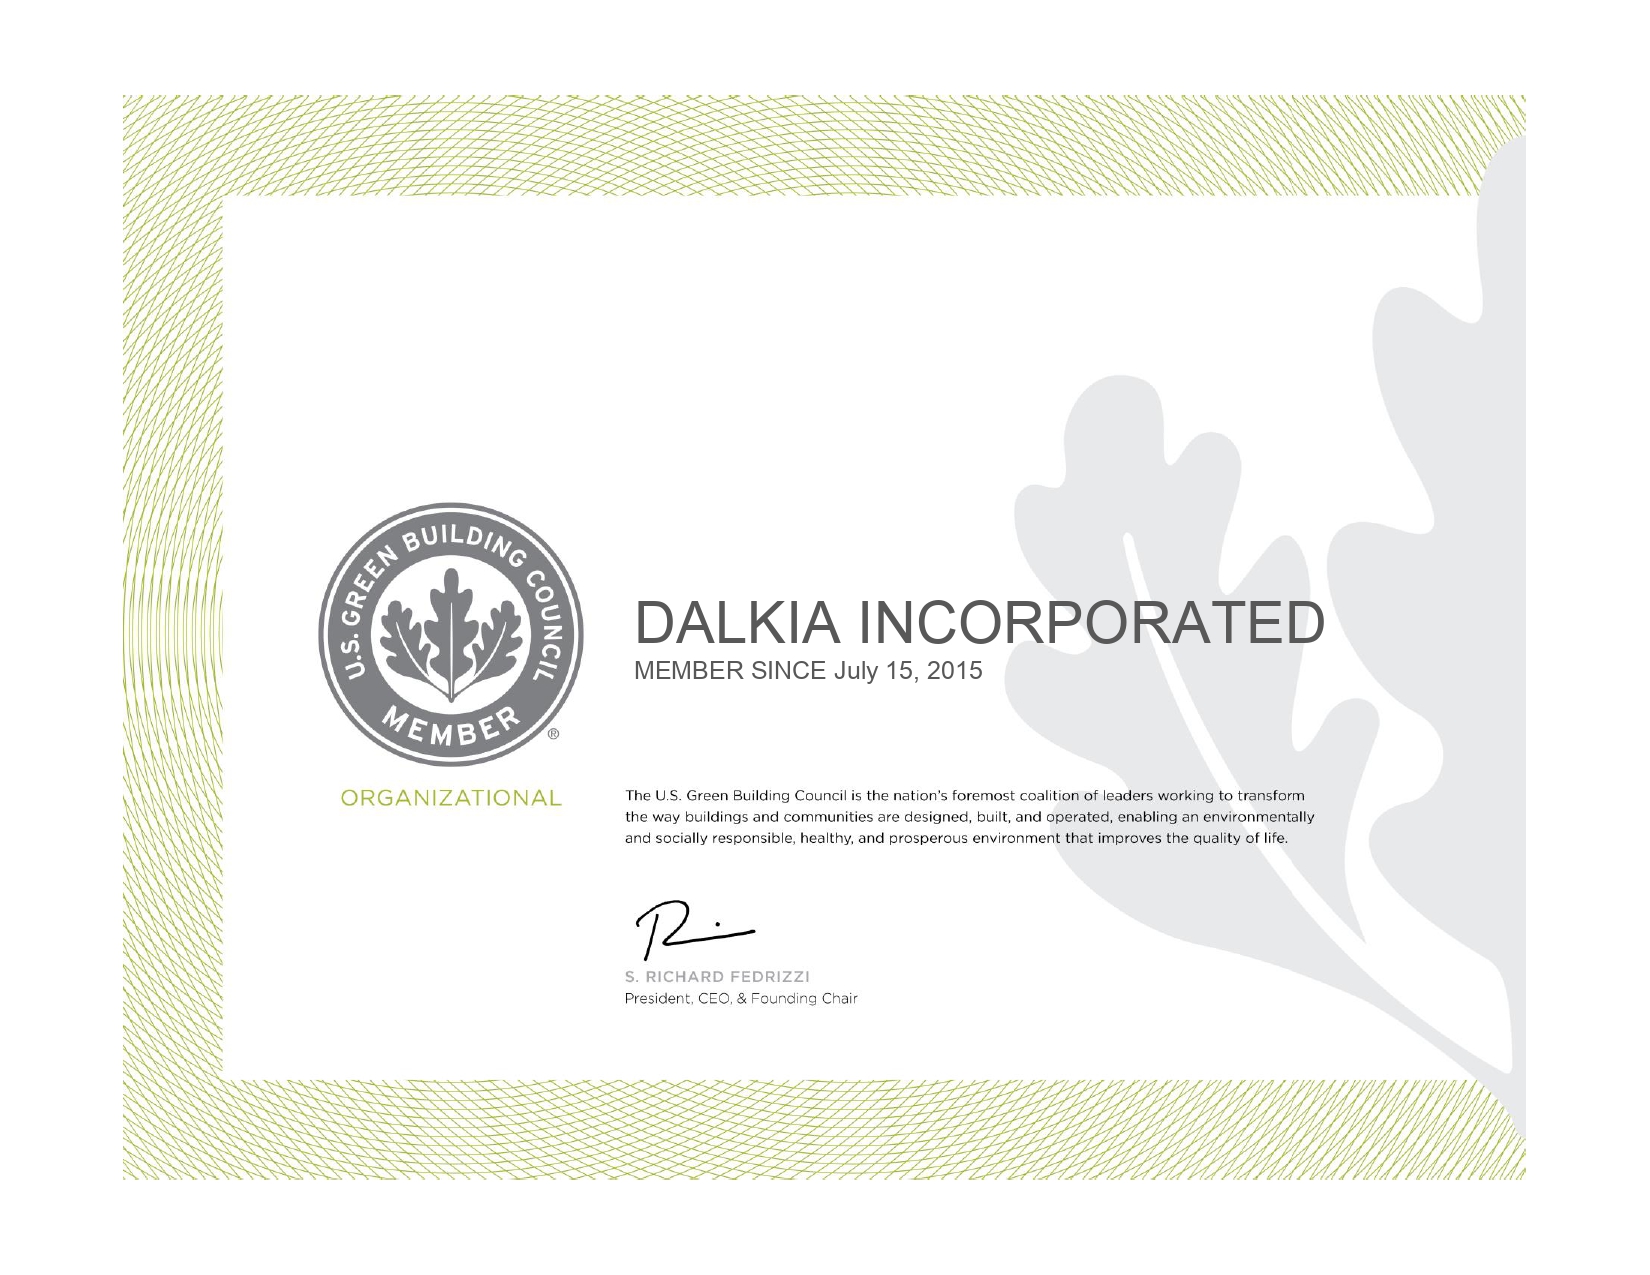 U.S. GREEN BUILDING COUNCIL
MEMBER
®
ORGANIZATIONAL
DALKIA INCORPORATED
MEMBER SINCE July 15, 2015
The U.S. Green Building Council is the nation's foremost coalition of leaders working to transform
the way buildings and communities are designed, built, and operated, enabling an environmentally
and socially responsible, healthy, and prosperous environment that improves the quality of life.
S. RICHARD FEDRIZZI
President, CEO, & Founding Chair